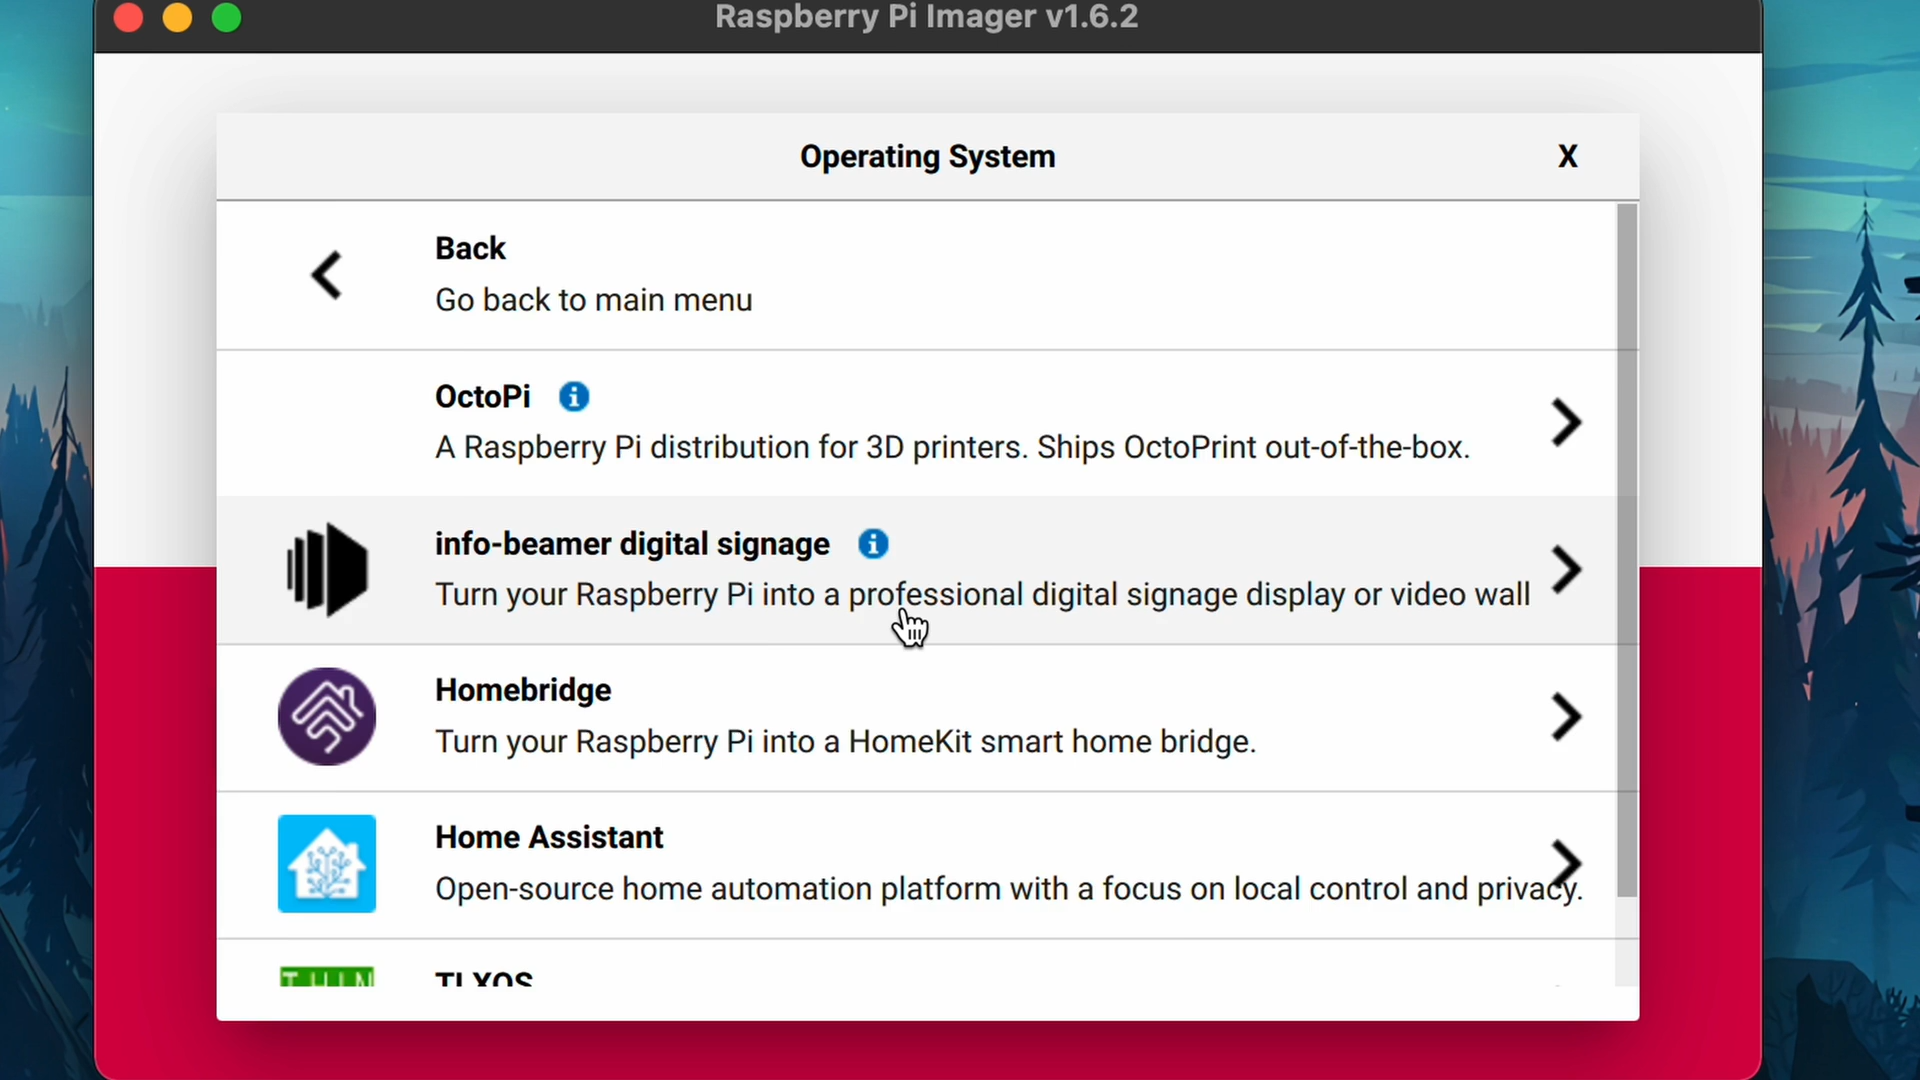 Raspberry Pi Imager v1.6.2
Operating System
X
Back
Go back to main menu
OctoPi
A Raspberry Pi distribution for 3D printers. Ships OctoPrint out-of-the-box.
info-beamer digital signage
Turn your Raspberry Pi into a professional digital signage display or video wall
Homebridge
Turn your Raspberry Pi into a HomeKit smart home bridge.
Home Assistant
Open-source home automation platform with a focus on local control and privacy.
THIN
TLXOS